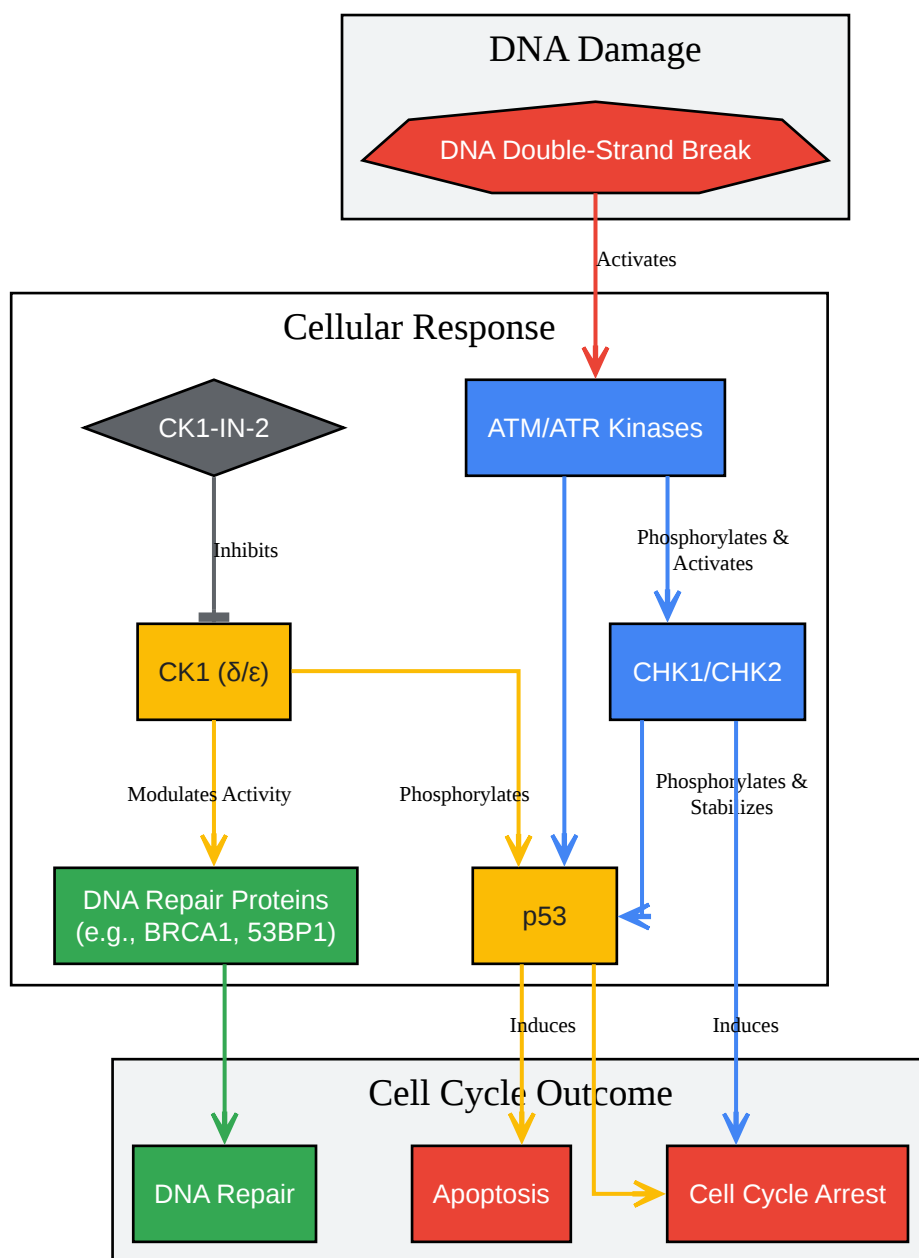 DNA Damage
DNA Double-Strand Break
Activates
Cellular Response
CK1-IN-2
ATM/ATR Kinases
Inhibits
Phosphorylates &
Activates
CK1 (δ/ε)
CHK1/CHK2
Modulates Activity
Phosphorylates
Phosphorylates &
Stabilizes
DNA Repair Proteins
(e.g., BRCA1, 53BP1)
p53
Induces
Induces
Cell Cycle Outcome
DNA Repair
Apoptosis
Cell Cycle Arrest